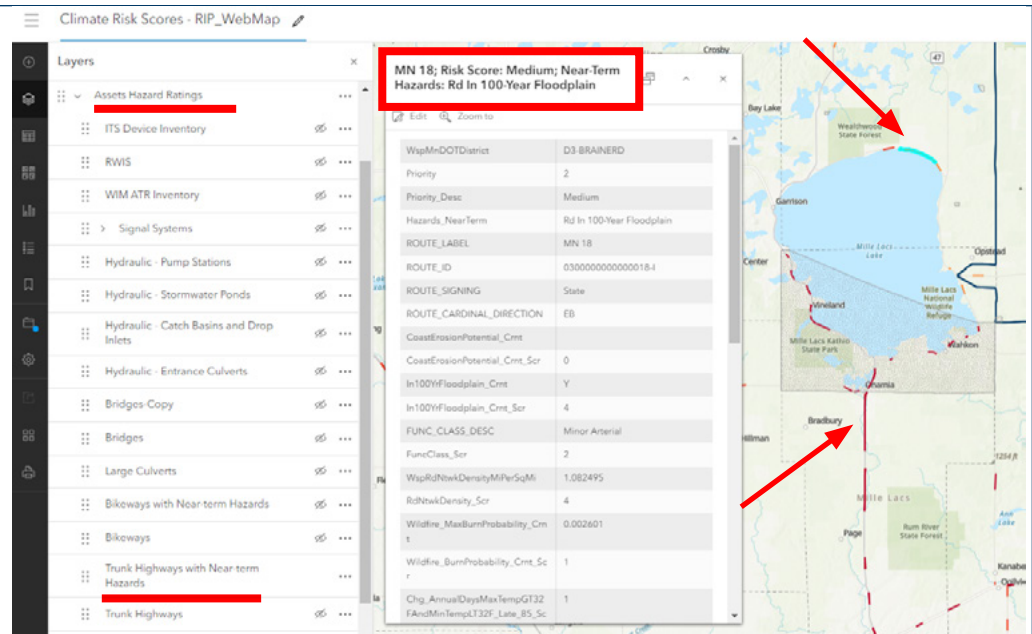 Climate Risk Scores - RIP_WebMap
Layers
Assets Hazard Ratings
ITS Device Inventory
RWIS
WIM ATR Inventory
Signal Systems
Hydraulic - Pump Stations
Hydraulic - Stormwater Ponds
Hydraulic - Catch Basins and Drop
Inlets
Hydraulic - Entrance Culverts
Bridges-Copy
Bridges
Large Culverts
Bikeways with Near-term Hazards
Bikeways
Trunk Highways with Near-term
Hazards
Trunk Highways
MN 18; Risk Score: Medium; Near-Term
Hazards: Rd In 100-Year Floodplain
Edit Zoom to
WspMnDOTDistrict D3-BRAINERD
Priority 2
Priority_Desc Medium
Hazards_NearTerm Rd In 100-Year Floodplain
ROUTE_LABEL MN 18
ROUTE_ID 0300000000000018-I
ROUTE_SIGNING State
ROUTE_CARDINAL_DIRECTION EB
CoastErosionPotential_Crnt
CoastErosionPotential_Crnt_Scr 0
In100YrFloodplain_Crnt Y
In100YrFloodplain_Crnt_Scr 4
FUNC_CLASS_DESC Minor Arterial
FuncClass_Scr 2
WspRdNtwkDensityMiPerSqMi 1.082495
RdNtwkDensity_Scr 4
Wildfire_MaxBurnProbability_Crn 0.002601
t
Wildfire_BurnProbability_Crnt_Sc 1
r
Chg_AnnualDaysMaxTempGT32 1
FAndMinTempLT32F_Late_85_Sc
Crosby
47
Bay Lake
Wealthwood
State Forest
Garrison
Mille Lacs
Lake
Opstead
Center
Mille Lacs
National
Wildlife
Refuge
Vineland
Mille Lacs Kathio
State Park
Wahkon
Onamia
Bradbury
Hillman
1204 ft
Mille Lacs
Ann
Lake
Page
Rum River
State Forest
Kanabe
Ogilvie